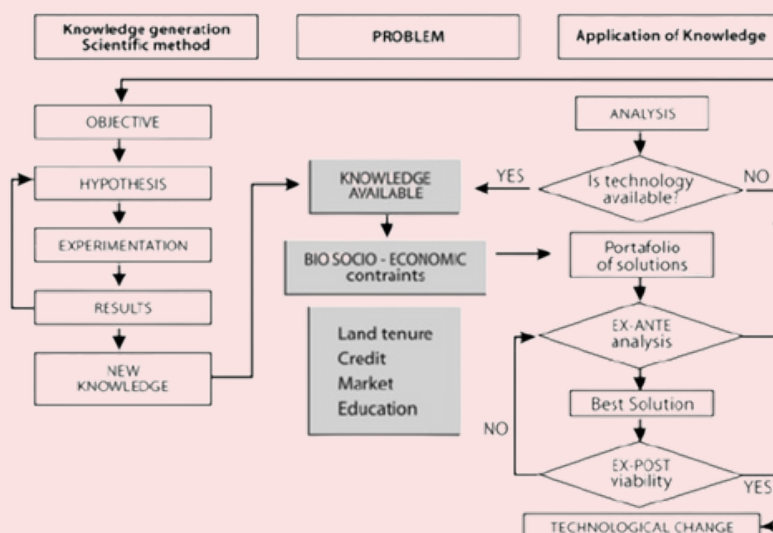 Knowledge generation
Scientific method
PROBLEM
Application of Knowledge
OBJECTIVE
HYPOTHESIS
EXPERIMENTATION
RESULTS
NEW
KNOWLEDGE
KNOWLEDGE
AVAILABLE
BIO SOCIO - ECONOMIC
contraints
Land tenure
Credit
Market
Education
ANALYSIS
Is technology
available?
YES
NO
Portafolio
of solutions
EX-ANTE
analysis
Best Solution
NO
EX-POST
viability
YES
TECHNOLOGICAL CHANGE